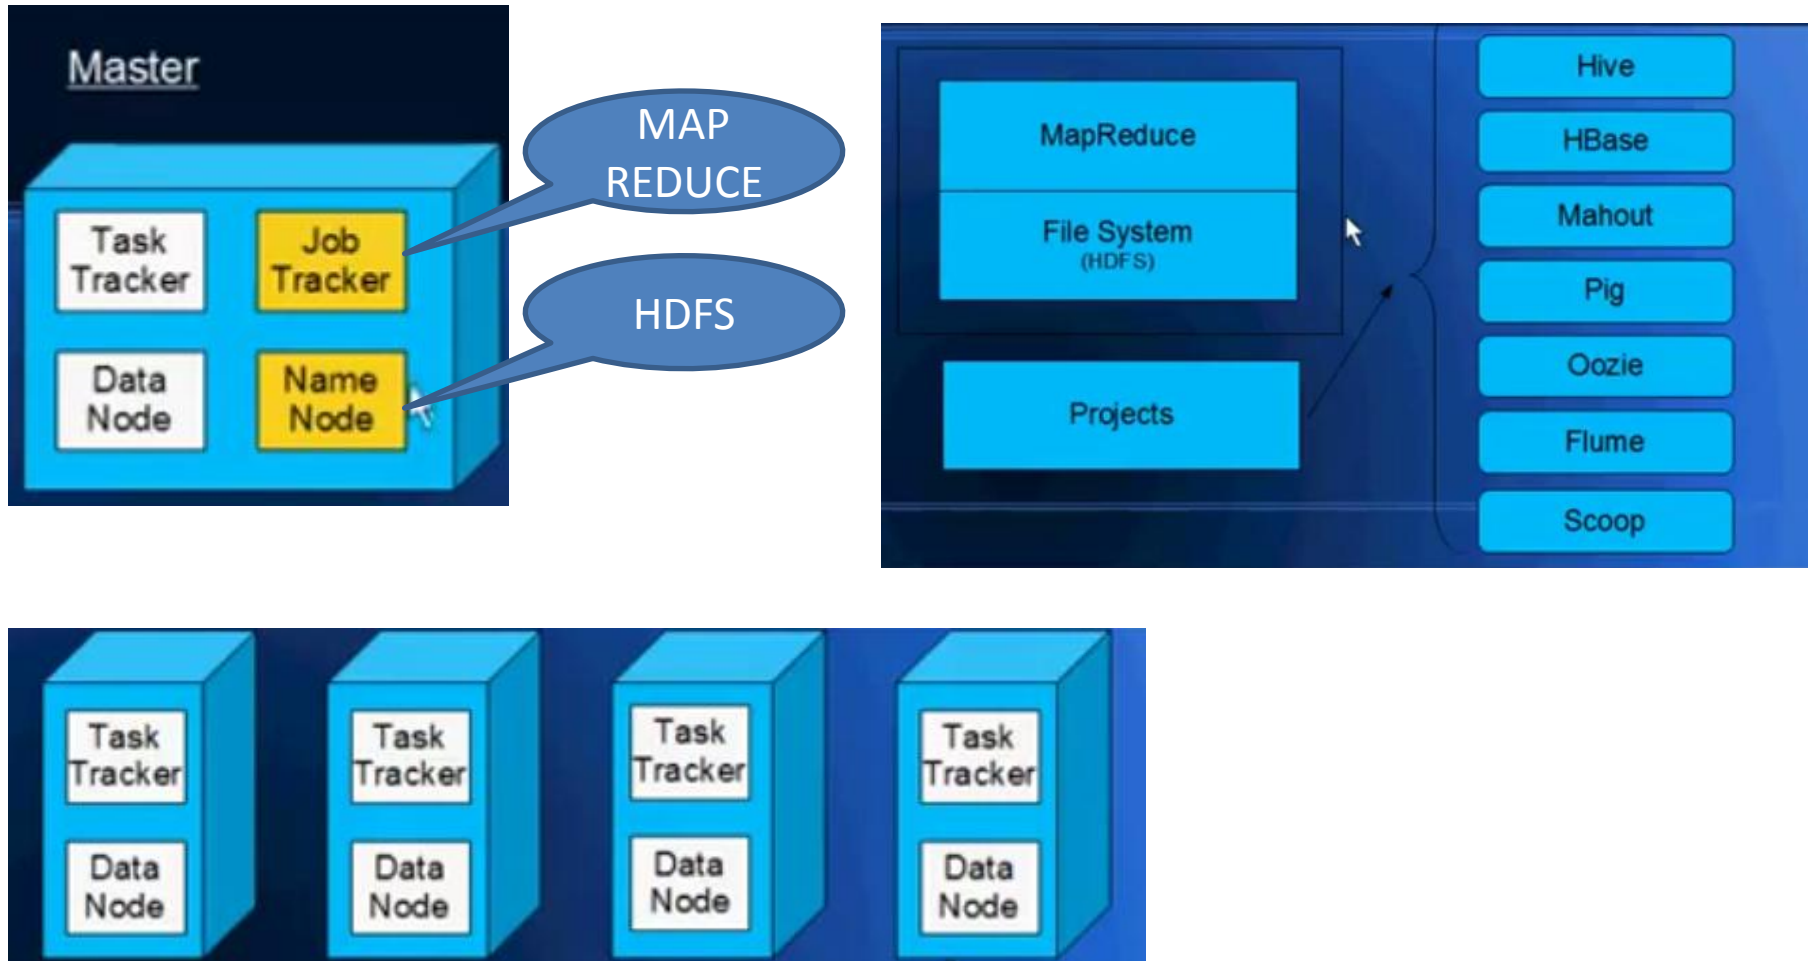 Master
MAP
REDUCE
Task
Tracker
Job
Tracker
HDFS
Data
Node
Name
Node
MapReduce
File System
(HDFS)
Projects
Hive
HBase
Mahout
Pig
Oozie
Flume
Scoop
Task
Tracker
Data
Node
Task
Tracker
Data
Node
Task
Tracker
Data
Node
Task
Tracker
Data
Node